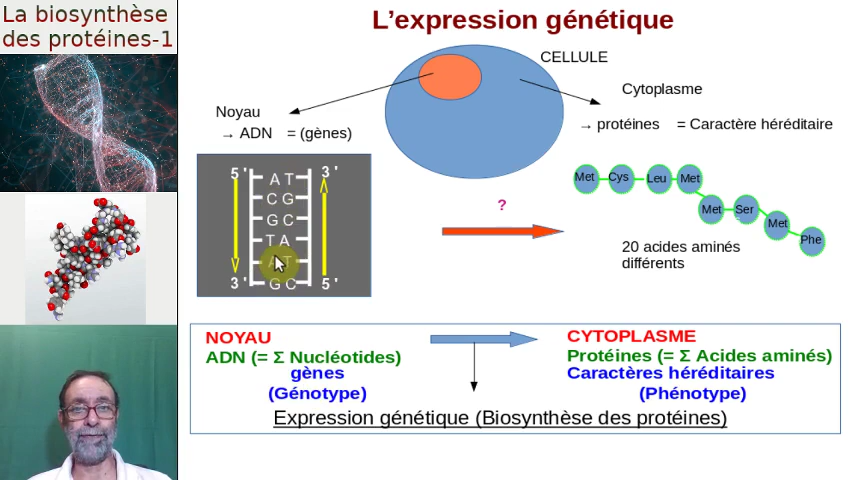 La biosynthèse
des protéines-1
L'expression génétique
CELLULE
Cytoplasme
Noyau
→ ADN = (gènes)
→ protéines = Caractère héréditaire
5' 3'
A T
C G
G C
T A
A T
G C
3' 5'
?
Met Cys Leu Met
Met Ser Met Phe
20 acides aminés
différents
NOYAU
ADN (= Σ Nucléotides)
gènes
(Génotype)
CYTOPLASME
Protéines (= Σ Acides aminés)
Caractères héréditaires
(Phénotype)
Expression génétique (Biosynthèse des protéines)